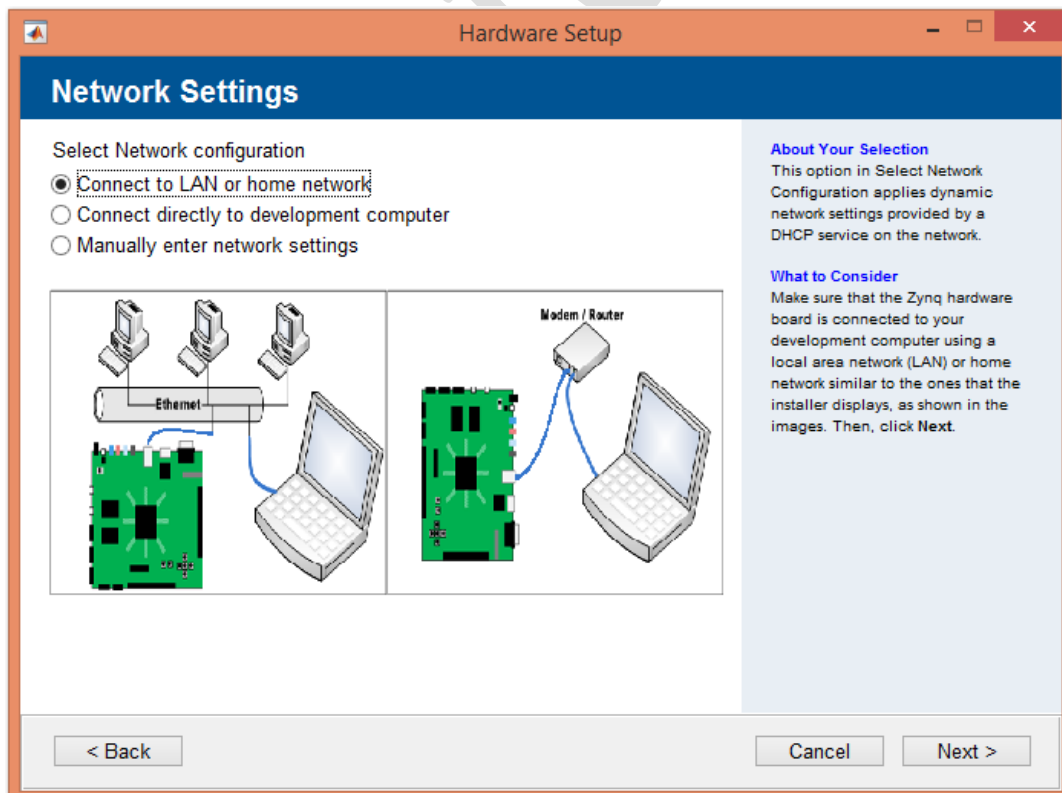 Hardware Setup
Network Settings
Select Network configuration
Connect to LAN or home network
Connect directly to development computer
Manually enter network settings
Ethernet
Modem / Router
About Your Selection
This option in Select Network
Configuration applies dynamic
network settings provided by a
DHCP service on the network.
What to Consider
Make sure that the Zynq hardware
board is connected to your
development computer using a
local area network (LAN) or home
network similar to the ones that the
installer displays, as shown in the
images. Then, click Next.
< Back
Cancel
Next >